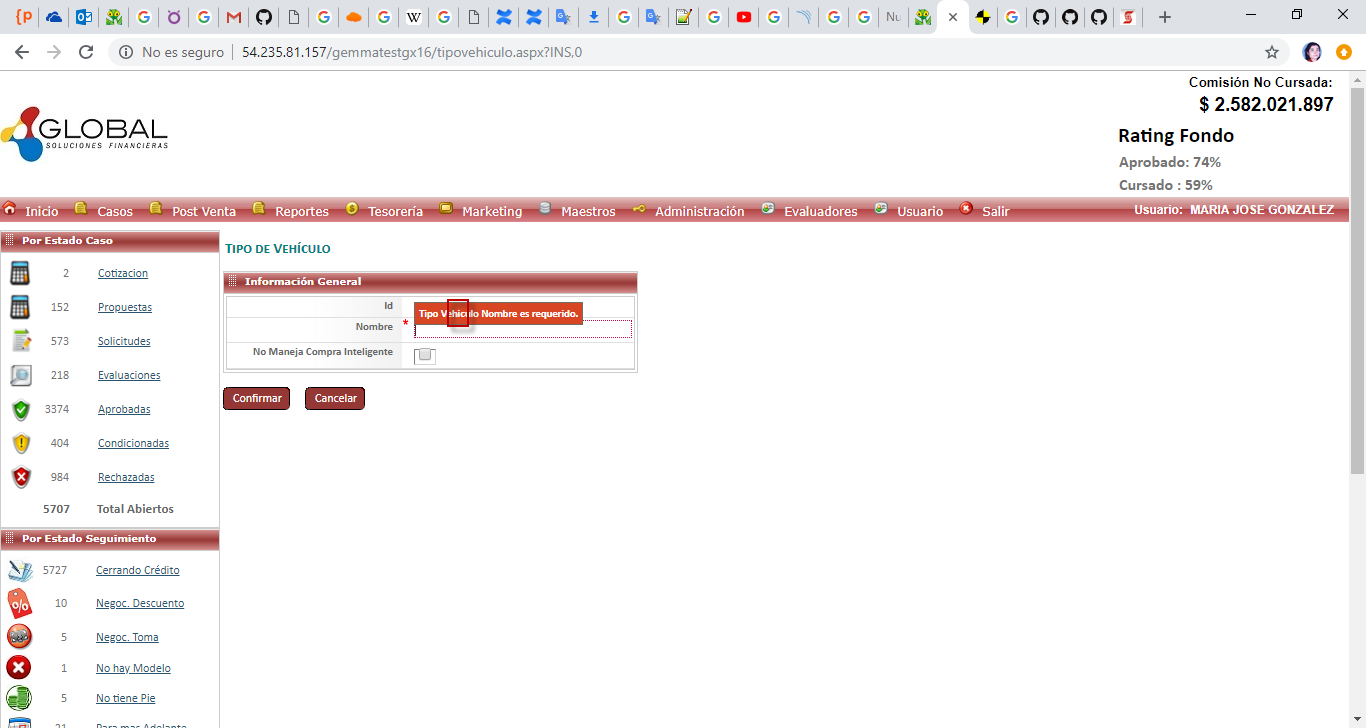 No es seguro
54.235.81.157/gemmatestgx16/tipovehiculo.aspx?INS,0
Comisión No Cursada:
$ 2.582.021.897
GLOBAL
SOLUCIONES FINANCIERAS
Rating Fondo
Aprobado: 74%
Cursado : 59%
Inicio Casos Post Venta Reportes Tesorería Marketing Maestros Administración Evaluadores Usuario Salir Usuario: MARIA JOSE GONZALEZ
Por Estado Caso
2 Cotizacion
152 Propuestas
573 Solicitudes
218 Evaluaciones
3374 Aprobadas
404 Condicionadas
984 Rechazadas
5707 Total Abiertos
Por Estado Seguimiento
5727 Cerrando Crédito
10 Negoc. Descuento
5 Negoc. Toma
1 No hay Modelo
5 No tiene Pie
21 Para mas Adelante
TIPO DE VEHÍCULO
Información General
Id
Tipo Vehiculo Nombre es requerido.
Nombre *
No Maneja Compra Inteligente
Confirmar Cancelar